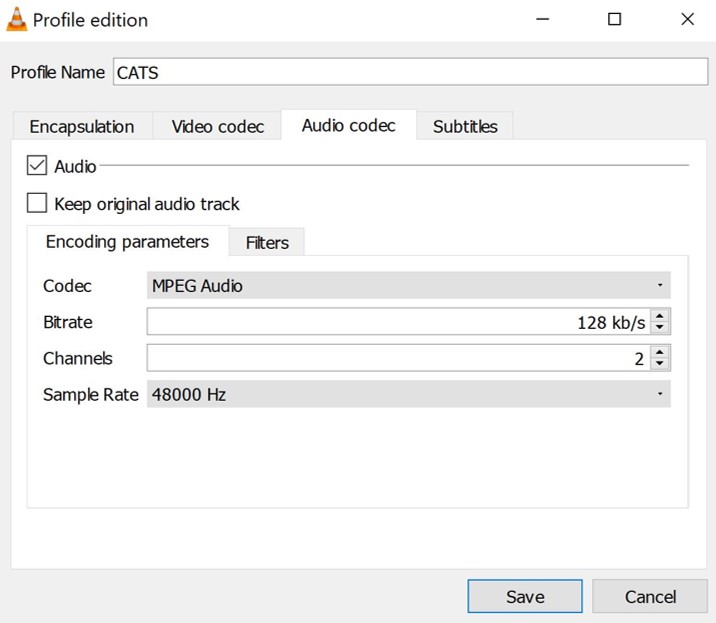 Profile edition
Profile Name CATS
Encapsulation Video codec Audio codec Subtitles
Audio
Keep original audio track
Encoding parameters Filters
Codec MPEG Audio
Bitrate 128 kb/s
Channels 2
Sample Rate 48000 Hz
Save Cancel